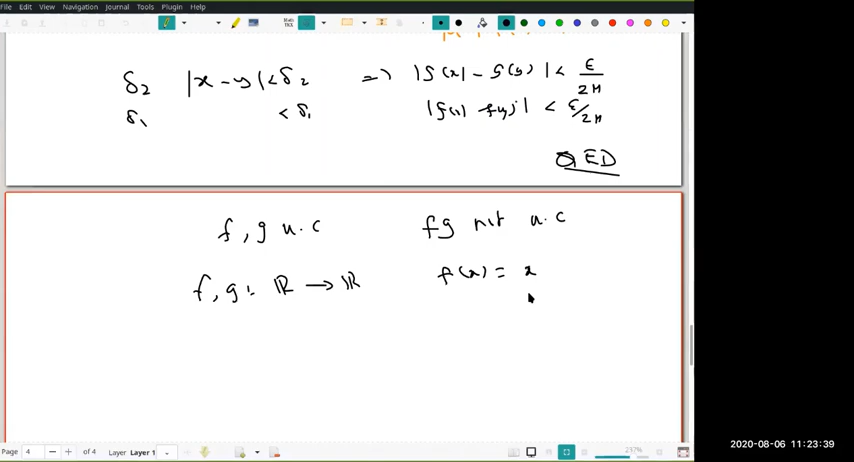 File Edit View Navigation Journal Tools Plugin Help
δ₂ |x - y| < δ₂ => |f(x) - f(y)| < ε/2M
δ₁ < δ₁ |f(x) - f(y)| < ε/2M
QED
f, g u.c fg not u.c
f, g : ℝ → ℝ f(x) = x
Page 4 of 4 Layer Layer 1 237%
2020-08-06 11:23:39